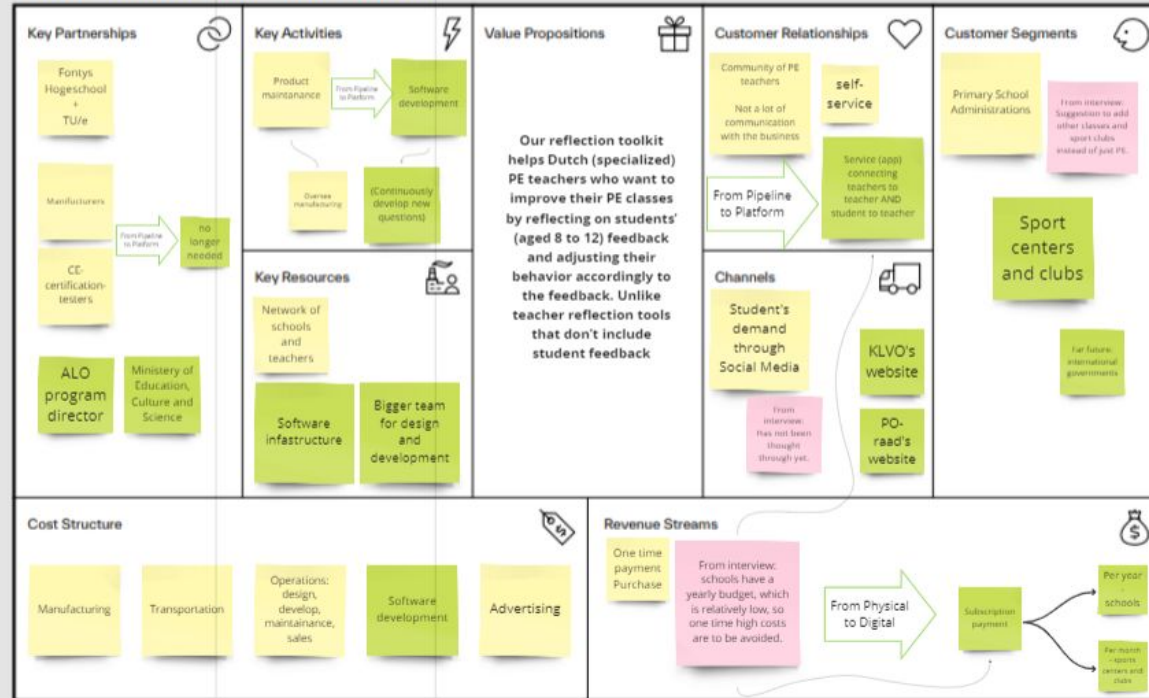 Key Partnerships
Fontys
Hogeschool
+
TU/e
Manifucturers
CE-
certification-
testers
From Pipeline
to Platform
no
longer
needed
ALO
program
director
Ministery of
Education,
Culture and
Science
Key Activities
Product
maintanance
From Pipeline
to Platform
Software
development
Oversee
manufacturing
(Continuously
develop new
questions)
Key Resources
Network of
schools
and
teachers
Software
infastructure
Bigger team
for design
and
development
Value Propositions
Our reflection toolkit
helps Dutch (specialized)
PE teachers who want to
improve their PE classes
by reflecting on students'
(aged 8 to 12) feedback
and adjusting their
behavior accordingly to
the feedback. Unlike
teacher reflection tools
that don't include
student feedback
Customer Relationships
Community of PE
teachers
Not a lot of
communication
with the business
self-
service
From Pipeline
to Platform
Service (app)
connecting
teachers to
teacher AND
student to teacher
Channels
Student's
demand
through
Social Media
From
interview:
Has not been
thought
through yet.
KLVO's
website
PO-
raad's
website
Customer Segments
Primary School
Administrations
From interview:
Suggestion to add
other classes and
sport clubs
instead of just PE.
Sport
centers
and clubs
Far future:
international
governments
Cost Structure
Manufacturing
Transportation
Operations:
design,
develop,
maintainance,
sales
Software
development
Advertising
Revenue Streams
One time
payment
Purchase
From interview:
schools have a
yearly budget, which
is relatively low, so
one time high costs
are to be avoided.
From Physical
to Digital
Subscription
payment
Per year
-
schools
Per month
- sports
centers and
clubs